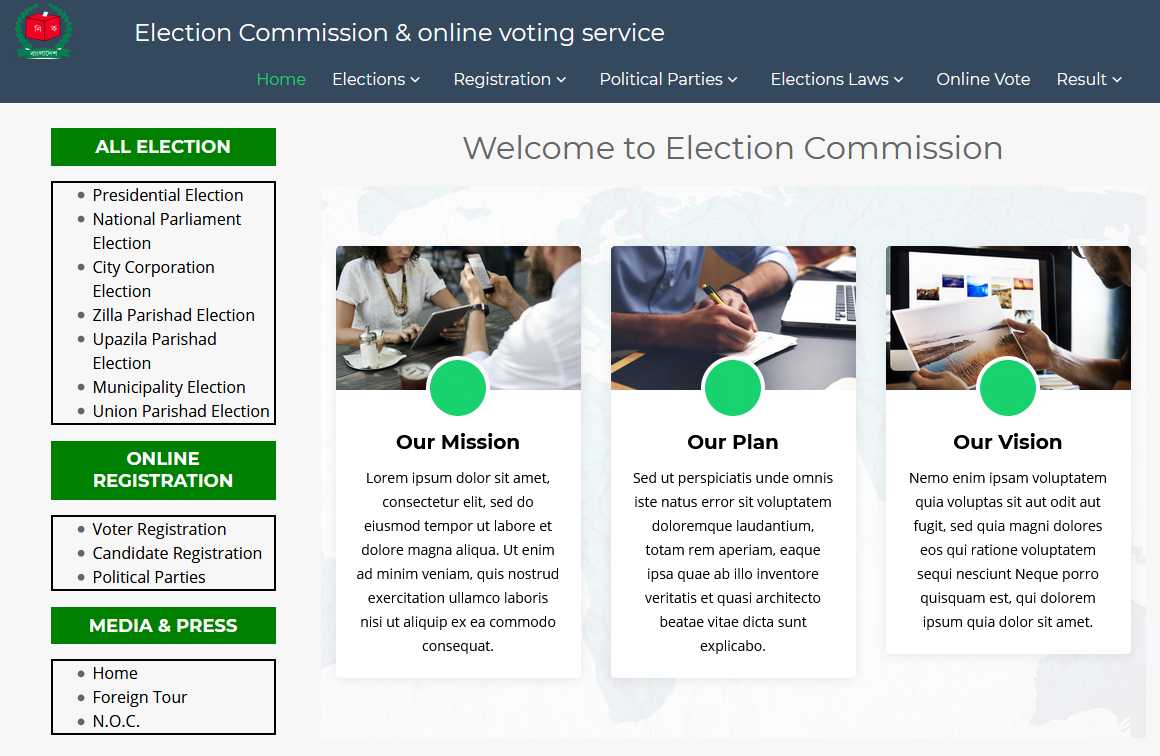 নি ক
বাংলাদেশ
Election Commission & online voting service
Home Elections Registration Political Parties Elections Laws Online Vote Result
ALL ELECTION
Presidential Election
National Parliament
Election
City Corporation
Election
Zilla Parishad Election
Upazila Parishad
Election
Municipality Election
Union Parishad Election
ONLINE
REGISTRATION
Voter Registration
Candidate Registration
Political Parties
MEDIA & PRESS
Home
Foreign Tour
N.O.C.
Welcome to Election Commission
Our Mission
Lorem ipsum dolor sit amet,
consectetur elit, sed do
eiusmod tempor ut labore et
dolore magna aliqua. Ut enim
ad minim veniam, quis nostrud
exercitation ullamco laboris
nisi ut aliquip ex ea commodo
consequat.
Our Plan
Sed ut perspiciatis unde omnis
iste natus error sit voluptatem
doloremque laudantium,
totam rem aperiam, eaque
ipsa quae ab illo inventore
veritatis et quasi architecto
beatae vitae dicta sunt
explicabo.
Our Vision
Nemo enim ipsam voluptatem
quia voluptas sit aut odit aut
fugit, sed quia magni dolores
eos qui ratione voluptatem
sequi nesciunt Neque porro
quisquam est, qui dolorem
ipsum quia dolor sit amet.